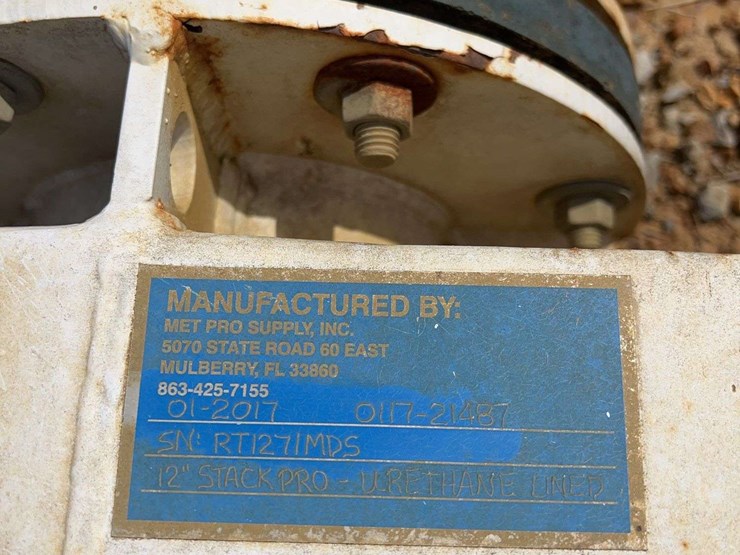 MANUFACTURED BY:
MET PRO SUPPLY, INC.
5070 STATE ROAD 60 EAST
MULBERRY, FL 33860
863-425-7155
01-2017 0117-21487
SN: RT1271MDS
12" STACK PRO - URETHANE LINED